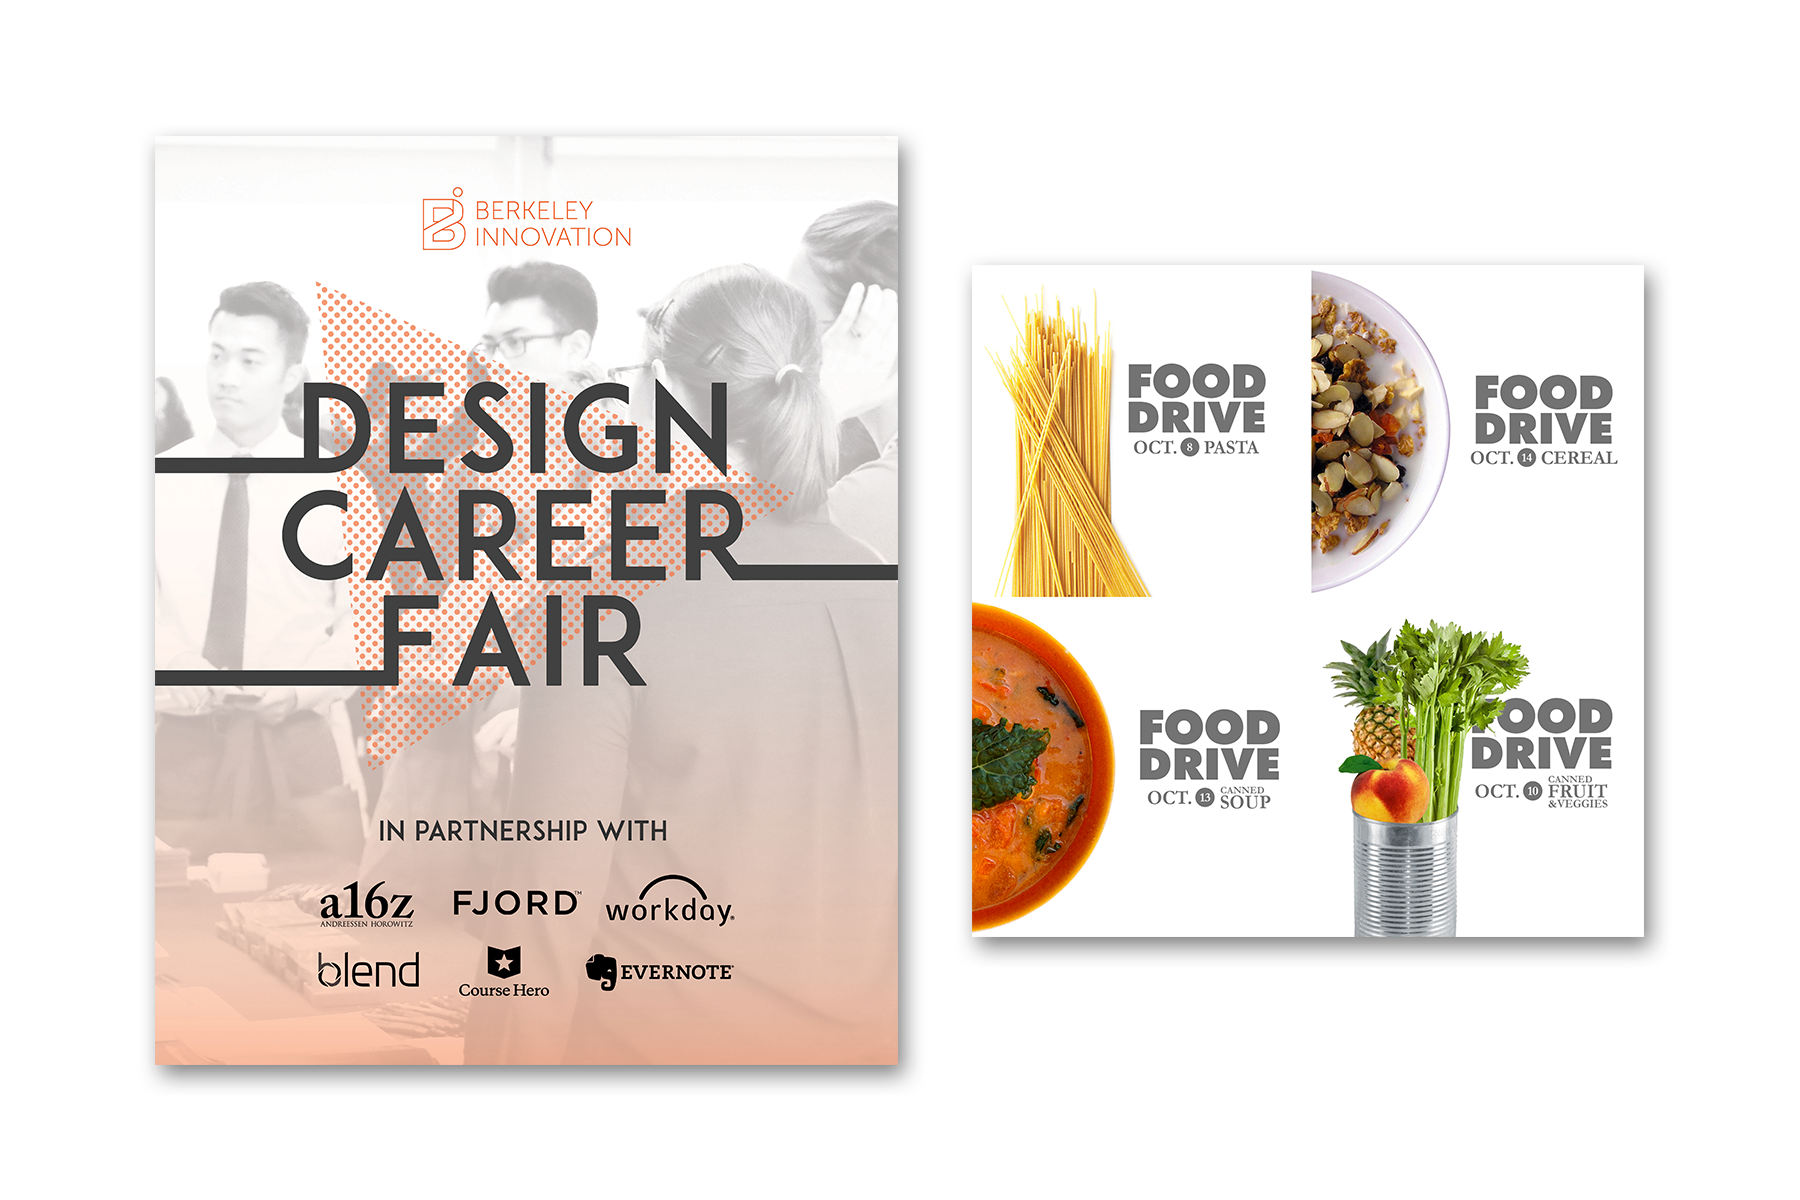 BERKELEY
INNOVATION
DESIGN
CAREER
FAIR
IN PARTNERSHIP WITH
a16z
ANDREESSEN HOROWITZ
FJORD™
workday®
blend
Course Hero
EVERNOTE®
FOOD
DRIVE
OCT. 8 PASTA
FOOD
DRIVE
OCT. 14 CEREAL
FOOD
DRIVE
OCT. 13 CANNED
SOUP
FOOD
DRIVE
OCT. 10 CANNED
FRUIT
&VEGGIES